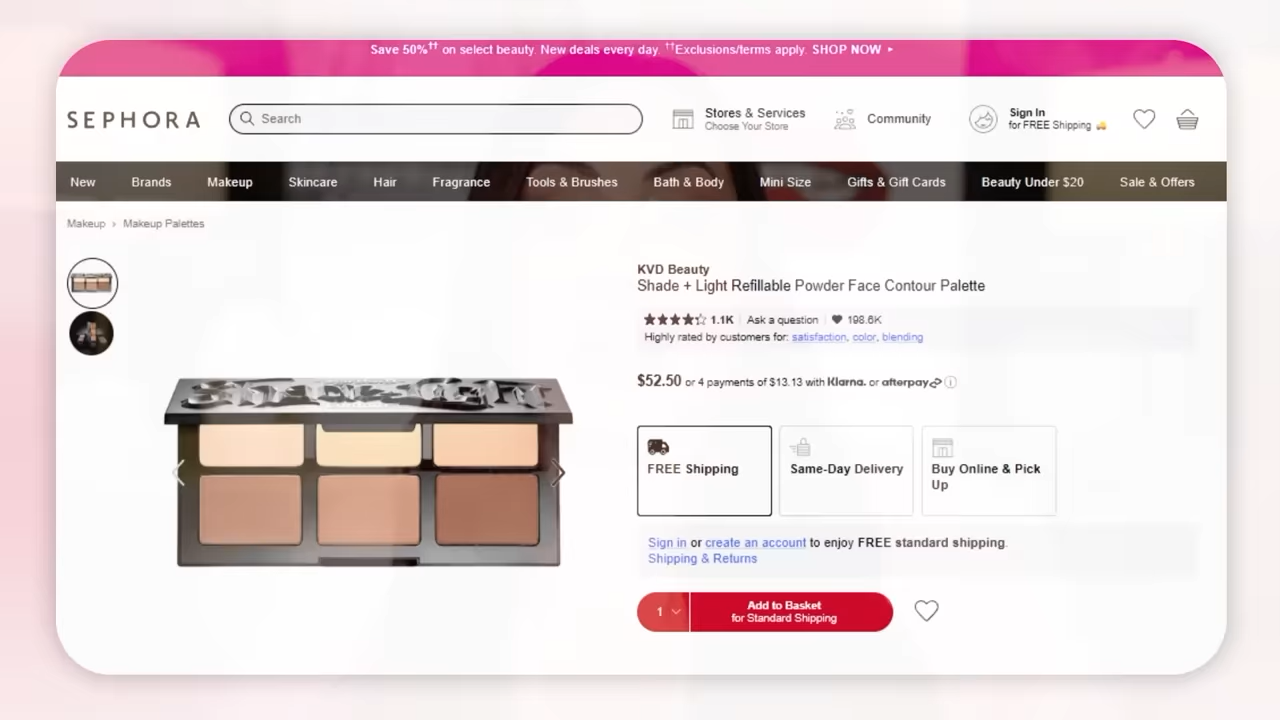 Save 50%†† on select beauty. New deals every day. ††Exclusions/terms apply. SHOP NOW ▸
SEPHORA
Search
Stores & Services
Choose Your Store
Community
Sign In
for FREE Shipping 🚚
New Brands Makeup Skincare Hair Fragrance Tools & Brushes Bath & Body Mini Size Gifts & Gift Cards Beauty Under $20 Sale & Offers
Makeup > Makeup Palettes
KVD Beauty
Shade + Light Refillable Powder Face Contour Palette
1.1K | Ask a question | 198.6K
Highly rated by customers for: satisfaction, color, blending
$52.50 or 4 payments of $13.13 with Klarna. or afterpay
FREE Shipping
Same-Day Delivery
Buy Online & Pick
Up
Sign in or create an account to enjoy FREE standard shipping.
Shipping & Returns
1
Add to Basket
for Standard Shipping